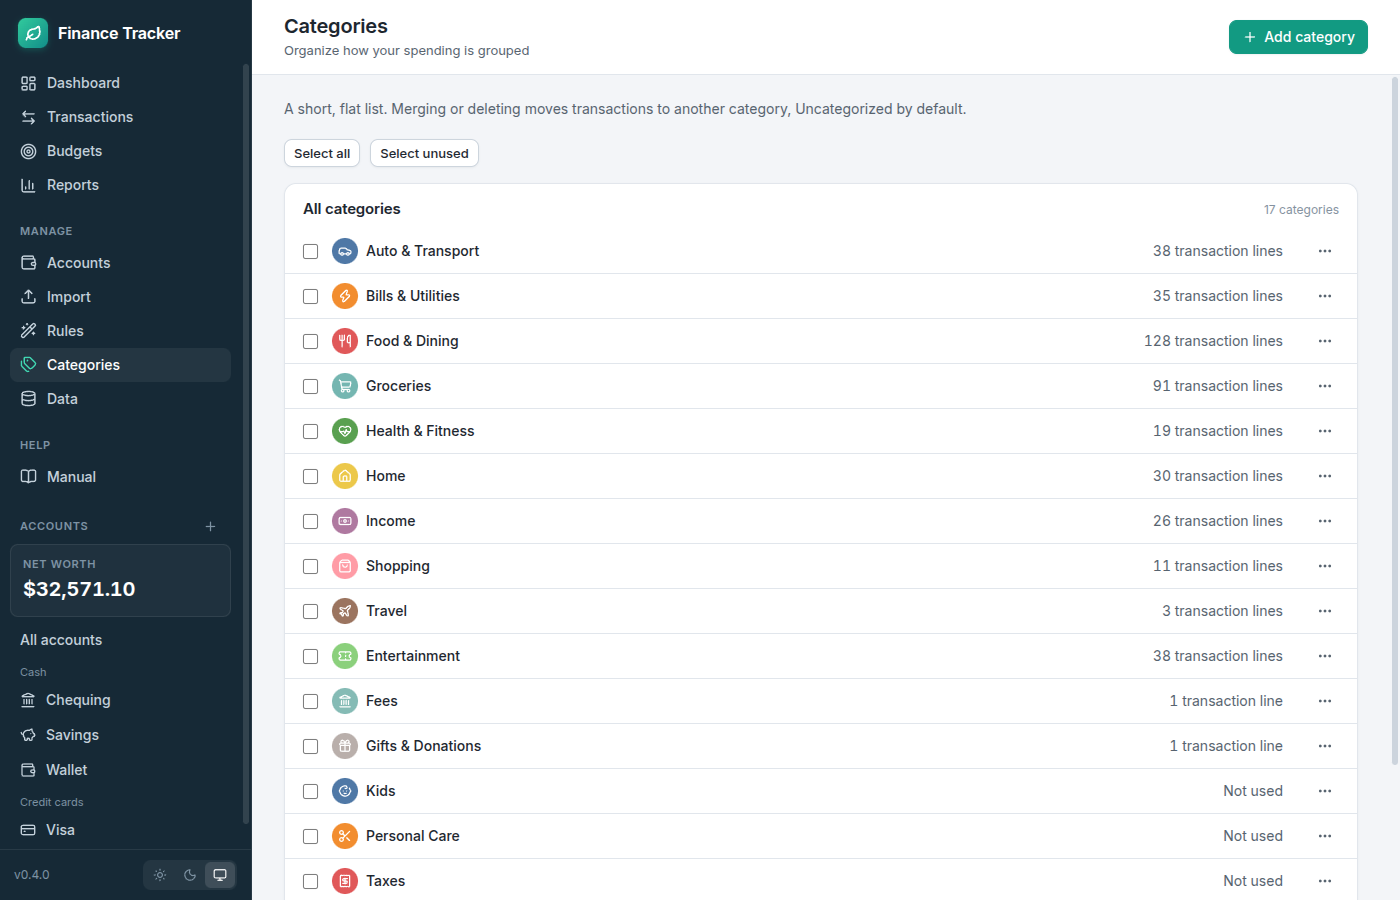 Finance Tracker
Dashboard
Transactions
Budgets
Reports
MANAGE
Accounts
Import
Rules
Categories
Data
HELP
Manual
ACCOUNTS
NET WORTH
$32,571.10
All accounts
Cash
Chequing
Savings
Wallet
Credit cards
Visa
v0.4.0
Categories
Organize how your spending is grouped
Add category
A short, flat list. Merging or deleting moves transactions to another category, Uncategorized by default.
Select all Select unused
All categories 17 categories
Auto & Transport 38 transaction lines
Bills & Utilities 35 transaction lines
Food & Dining 128 transaction lines
Groceries 91 transaction lines
Health & Fitness 19 transaction lines
Home 30 transaction lines
Income 26 transaction lines
Shopping 11 transaction lines
Travel 3 transaction lines
Entertainment 38 transaction lines
Fees 1 transaction line
Gifts & Donations 1 transaction line
Kids Not used
Personal Care Not used
Taxes Not used